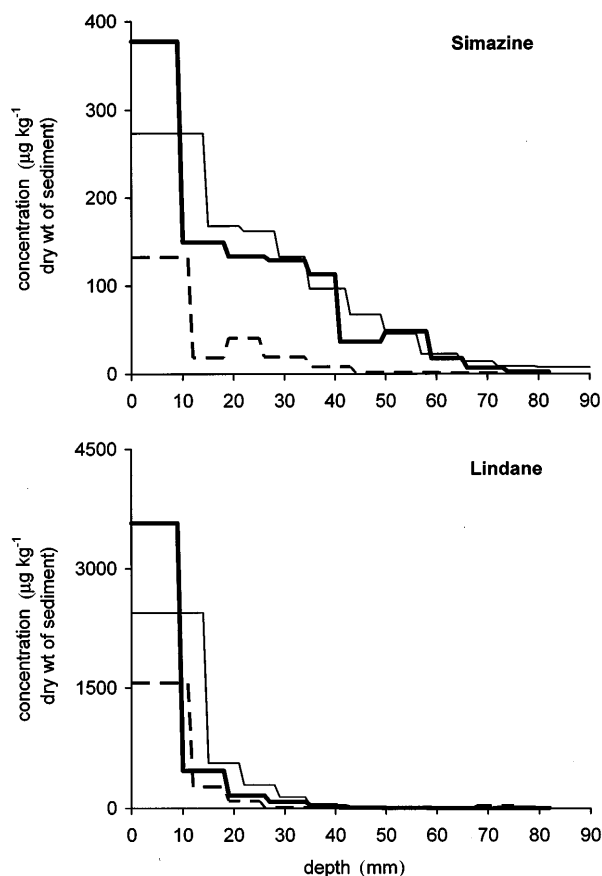 Simazine
concentration (µg kg⁻¹
dry wt of sediment)
400
300
200
100
0
0 10 20 30 40 50 60 70 80 90
Lindane
concentration (µg kg⁻¹
dry wt of sediment)
4500
3000
1500
0
0 10 20 30 40 50 60 70 80 90
depth (mm)